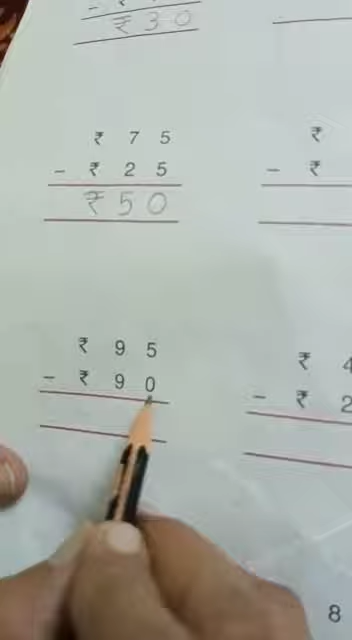 - ₹
₹ 3 0
₹ 7 5
- ₹ 2 5
₹ 5 0
₹
- ₹
₹ 9 5
- ₹ 9 0
₹ 4
- ₹ 2
8